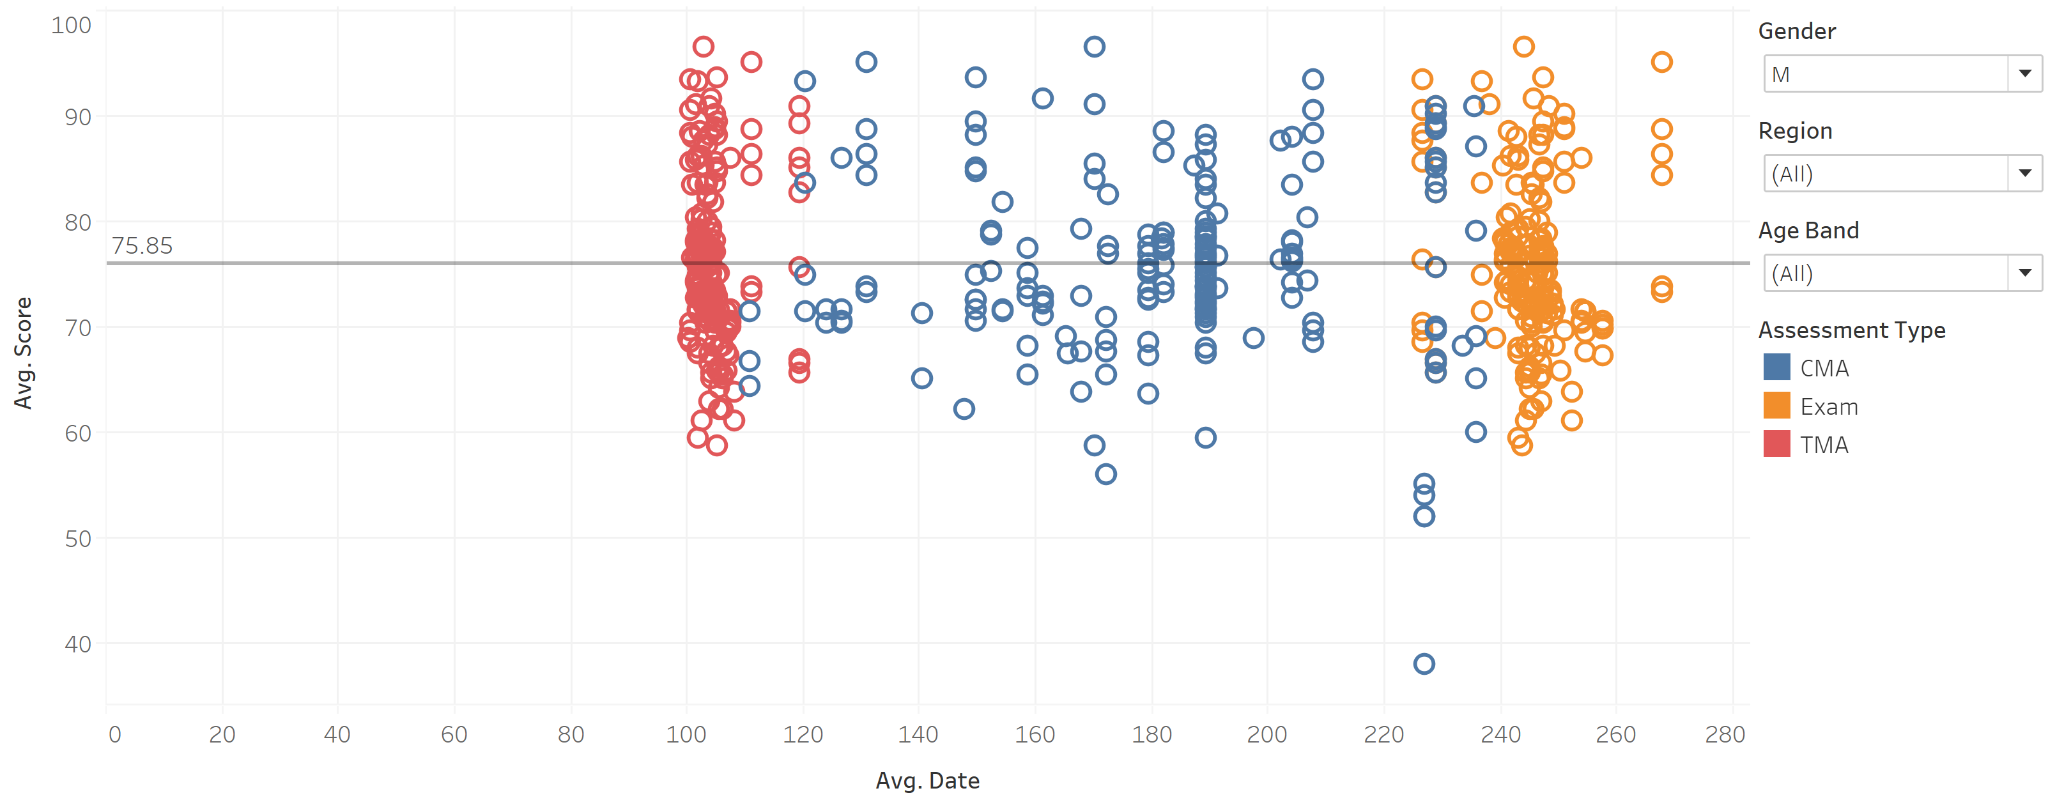 100
90
80
70
60
50
40
Avg. Score
75.85
0 20 40 60 80 100 120 140 160 180 200 220 240 260 280
Avg. Date
Gender
M
Region
(All)
Age Band
(All)
Assessment Type
CMA
Exam
TMA